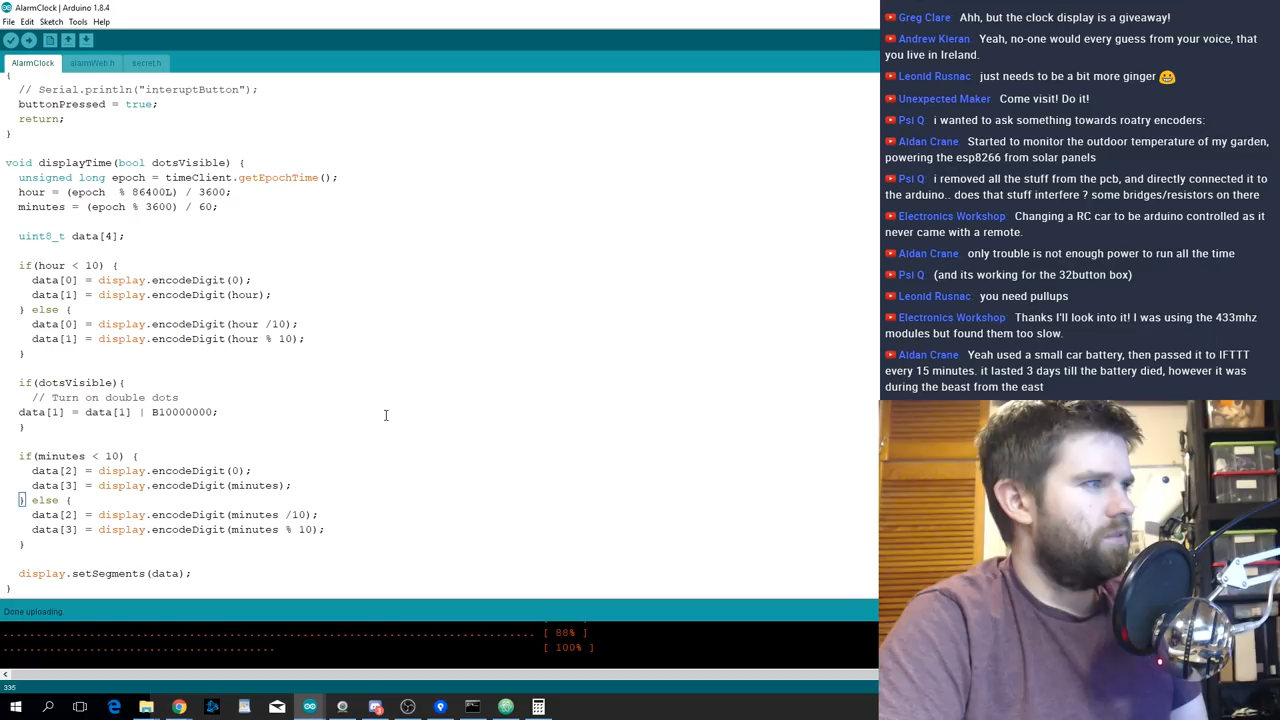 AlarmClock | Arduino 1.8.4
File Edit Sketch Tools Help
AlarmClock alarmWeb.h secret.h
{
// Serial.println("interuptButton");
buttonPressed = true;
return;
}
void displayTime(bool dotsVisible) {
unsigned long epoch = timeClient.getEpochTime();
hour = (epoch % 86400L) / 3600;
minutes = (epoch % 3600) / 60;
uint8_t data[4];
if(hour < 10) {
data[0] = display.encodeDigit(0);
data[1] = display.encodeDigit(hour);
} else {
data[0] = display.encodeDigit(hour /10);
data[1] = display.encodeDigit(hour % 10);
}
if(dotsVisible){
// Turn on double dots
data[1] = data[1] | B10000000;
}
if(minutes < 10) {
data[2] = display.encodeDigit(0);
data[3] = display.encodeDigit(minutes);
} else {
data[2] = display.encodeDigit(minutes /10);
data[3] = display.encodeDigit(minutes % 10);
}
display.setSegments(data);
}
Done uploading.
................................................................................ [ 88% ]
........................................ [ 100% ]
336
Greg Clare Ahh, but the clock display is a giveaway!
Andrew Kieran Yeah, no-one would every guess from your voice, that
you live in Ireland.
Leonid Rusnac just needs to be a bit more ginger 😀
Unexpected Maker Come visit! Do it!
Psi Q i wanted to ask something towards roatry encoders:
Aidan Crane Started to monitor the outdoor temperature of my garden,
powering the esp8266 from solar panels
Psi Q i removed all the stuff from the pcb, and directly connected it to
the arduino.. does that stuff interfere ? some bridges/resistors on there
Electronics Workshop Changing a RC car to be arduino controlled as it
never came with a remote.
Aidan Crane only trouble is not enough power to run all the time
Psi Q (and its working for the 32button box)
Leonid Rusnac you need pullups
Electronics Workshop Thanks I'll look into it! I was using the 433mhz
modules but found them too slow.
Aidan Crane Yeah used a small car battery, then passed it to IFTTT
every 15 minutes. it lasted 3 days till the battery died, however it was
during the beast from the east